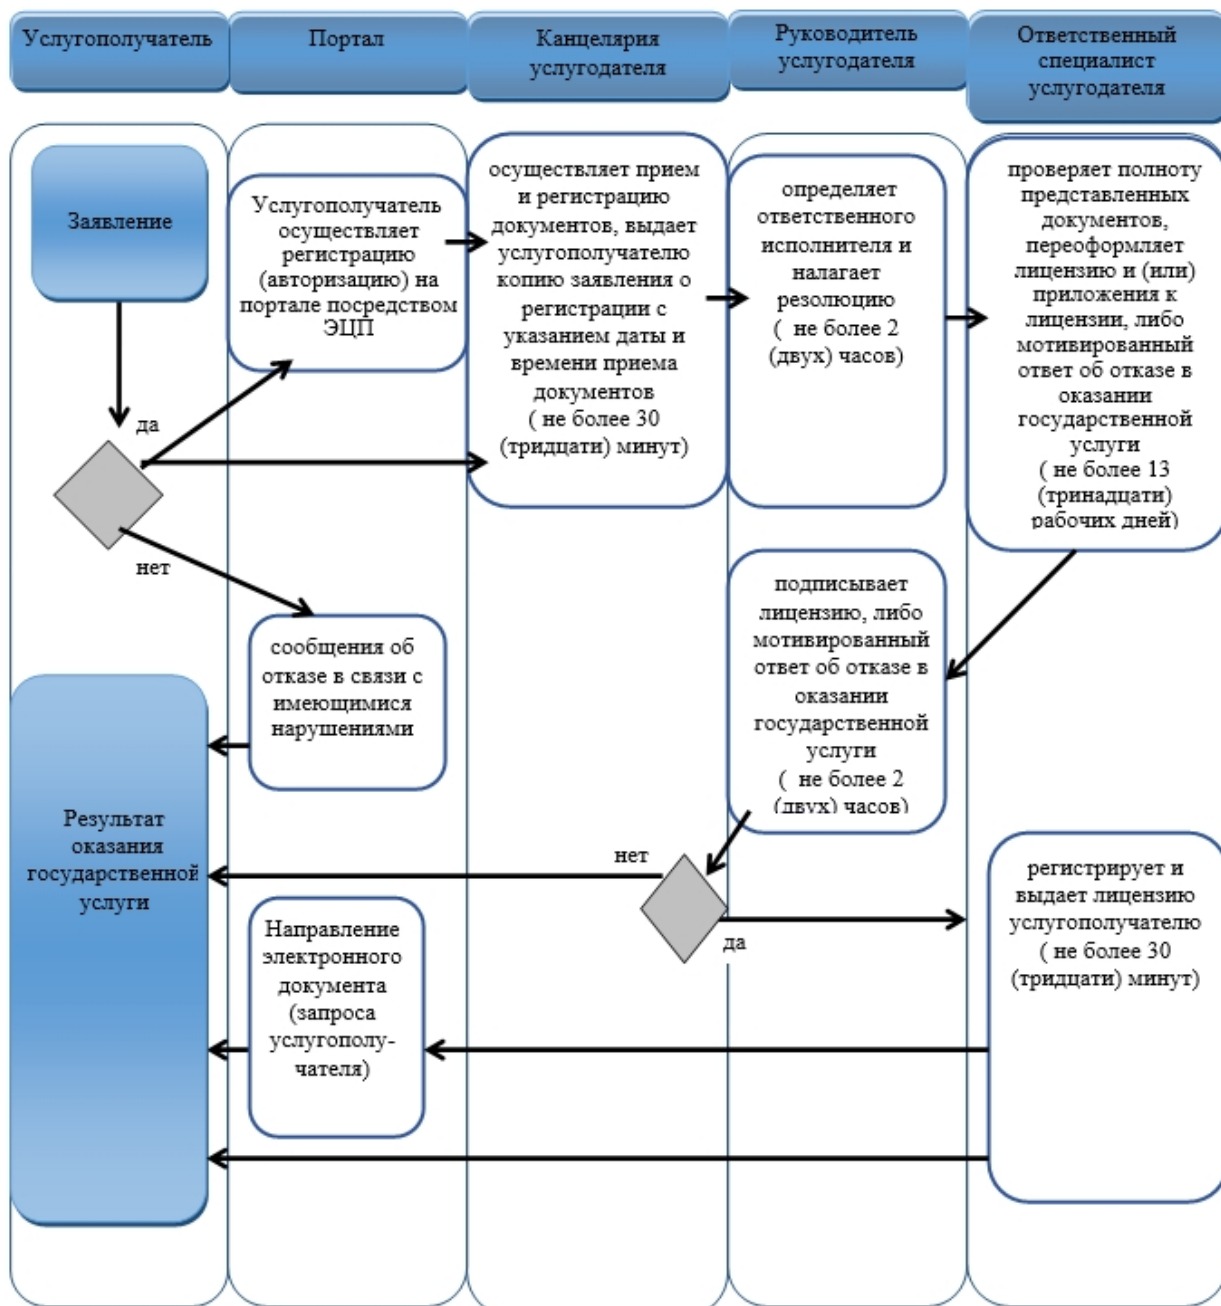 Услугополучатель
Портал
Канцелярия
услугодателя
Руководитель
услугодателя
Ответственный
специалист
услугодателя
Заявление
да
нет
Результат
оказания
государственной
услуги
Услугополучатель
осуществляет
регистрацию
(авторизацию) на
портале посредством
ЭЦП
сообщения об
отказе в связи с
имеющимися
нарушениями
Направление
электронного
документа
(запроса
услугополу-
чателя)
осуществляет прием
и регистрацию
документов, выдает
услугополучателю
копию заявления о
регистрации с
указанием даты и
времени приема
документов
( не более 30
(тридцати) минут)
определяет
ответственного
исполнителя и
налагает
резолюцию
( не более 2
(двух) часов)
проверяет полноту
представленных
документов,
переоформляет
лицензию и (или)
приложения к
лицензии, либо
мотивированный
ответ об отказе в
оказании
государственной
услуги
( не более 13
(тринадцати)
рабочих дней)
подписывает
лицензию, либо
мотивированный
ответ об отказе в
оказании
государственной
услуги
( не более 2
(двух) часов)
нет
да
регистрирует и
выдает лицензию
услугополучателю
( не более 30
(тридцати) минут)